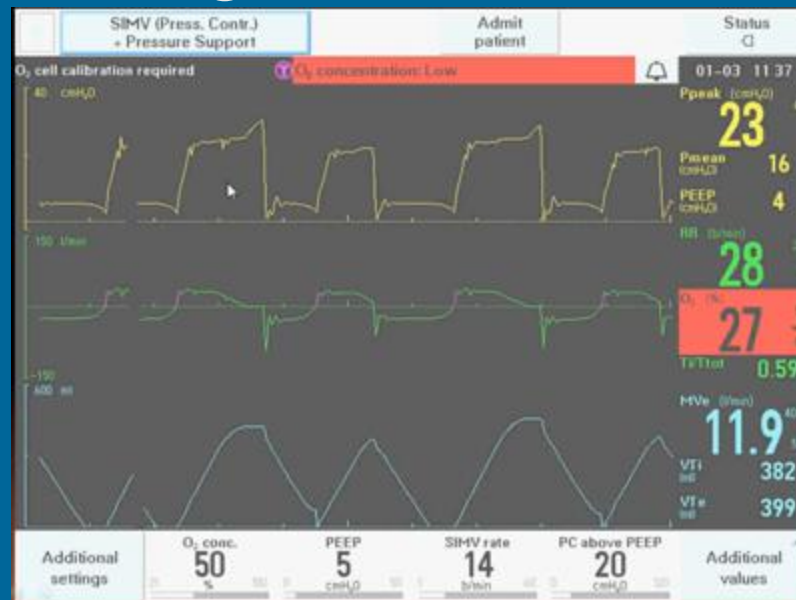 SIMV (Press. Contr.)
+ Pressure Support
Admit
patient
Status
O₂ cell calibration required
O₂ concentration: Low
01-03 11 37
40 cmH₂O
Ppeak (cmH₂O)
23
Pmean
(cmH₂O)
16
PEEP
(cmH₂O)
4
150 l/min
RR (b/min)
28
O₂ (%)
27
-150
Ti/Ttot
0.59
600 ml
MVe (l/min)
11.9
40
VTi
(ml)
382
VTe
(ml)
399
Additional
settings
O₂ conc.
50
%
PEEP
5
cmH₂O
SIMV rate
14
b/min
PC above PEEP
20
cmH₂O
Additional
values